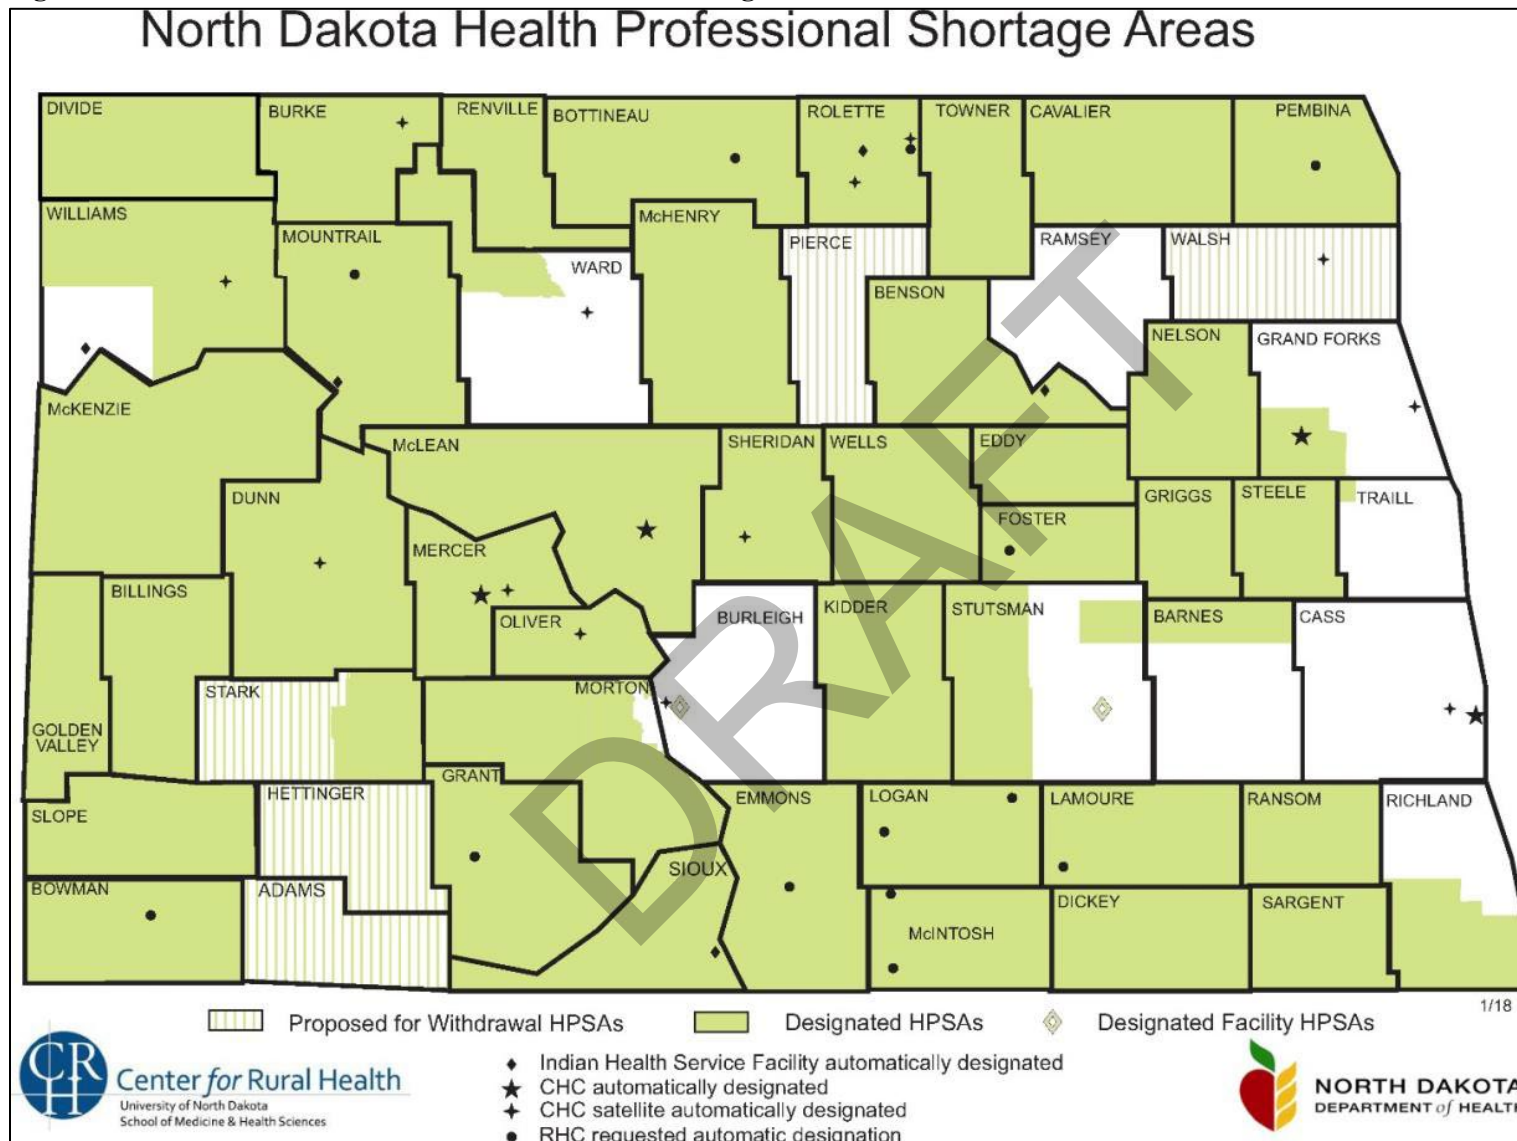 North Dakota Health Professional Shortage Areas
DIVIDE
BURKE
RENVILLE
BOTTINEAU
ROLETTE
TOWNER
CAVALIER
PEMBINA
WILLIAMS
MOUNTRAIL
WARD
McHENRY
PIERCE
BENSON
RAMSEY
WALSH
NELSON
GRAND FORKS
McKENZIE
McLEAN
SHERIDAN
WELLS
EDDY
DUNN
MERCER
FOSTER
GRIGGS
STEELE
TRAILL
BILLINGS
OLIVER
BURLEIGH
KIDDER
STUTSMAN
BARNES
CASS
STARK
MORTON
GOLDEN
VALLEY
GRANT
HETTINGER
EMMONS
LOGAN
LAMOURE
RANSOM
RICHLAND
SLOPE
SIOUX
BOWMAN
ADAMS
McINTOSH
DICKEY
SARGENT
DRAFT
1/18
Proposed for Withdrawal HPSAs
Designated HPSAs
Designated Facility HPSAs
Indian Health Service Facility automatically designated
CHC automatically designated
CHC satellite automatically designated
RHC requested automatic designation
CRH
Center for Rural Health
University of North Dakota
School of Medicine & Health Sciences
NORTH DAKOTA
DEPARTMENT of HEALTH